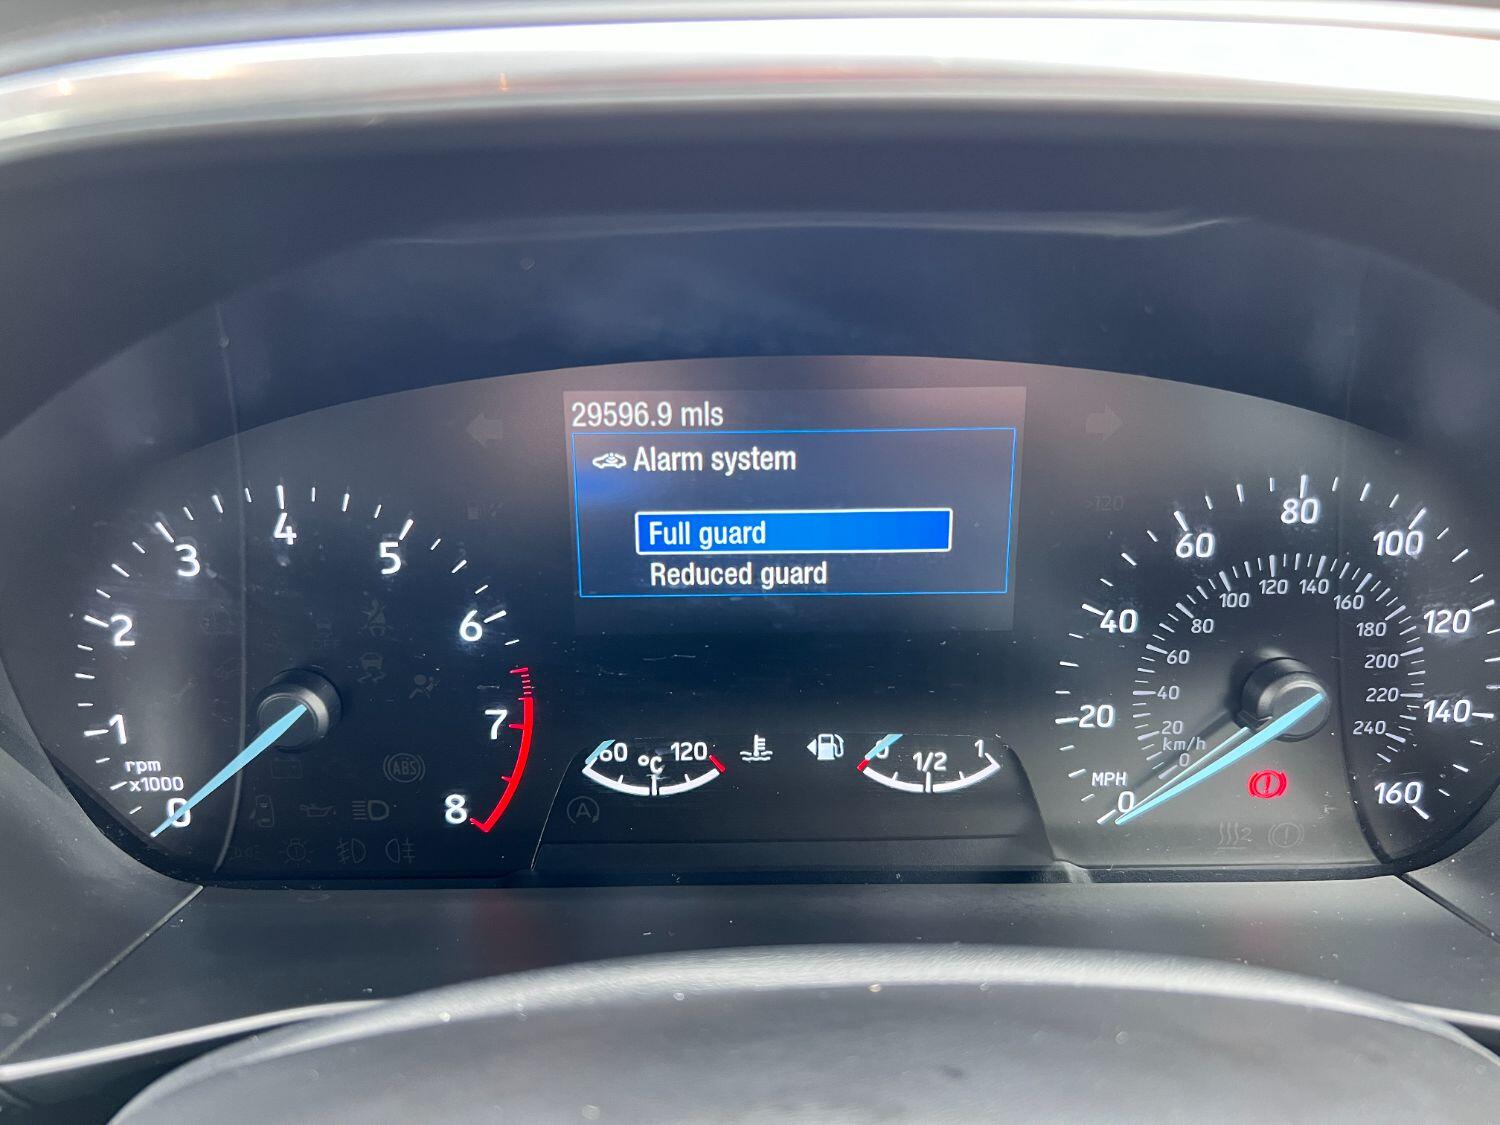 29596.9 mls
Alarm system
Full guard
Reduced guard
0 1 2 3 4 5 6 7 8
rpm
x1000
60 °C 120
0 1/2 1
0 20 40 60 80 100 120 140 160
MPH
0 20 40 60 80 100 120 140 160 180 200 220 240
km/h
ABS